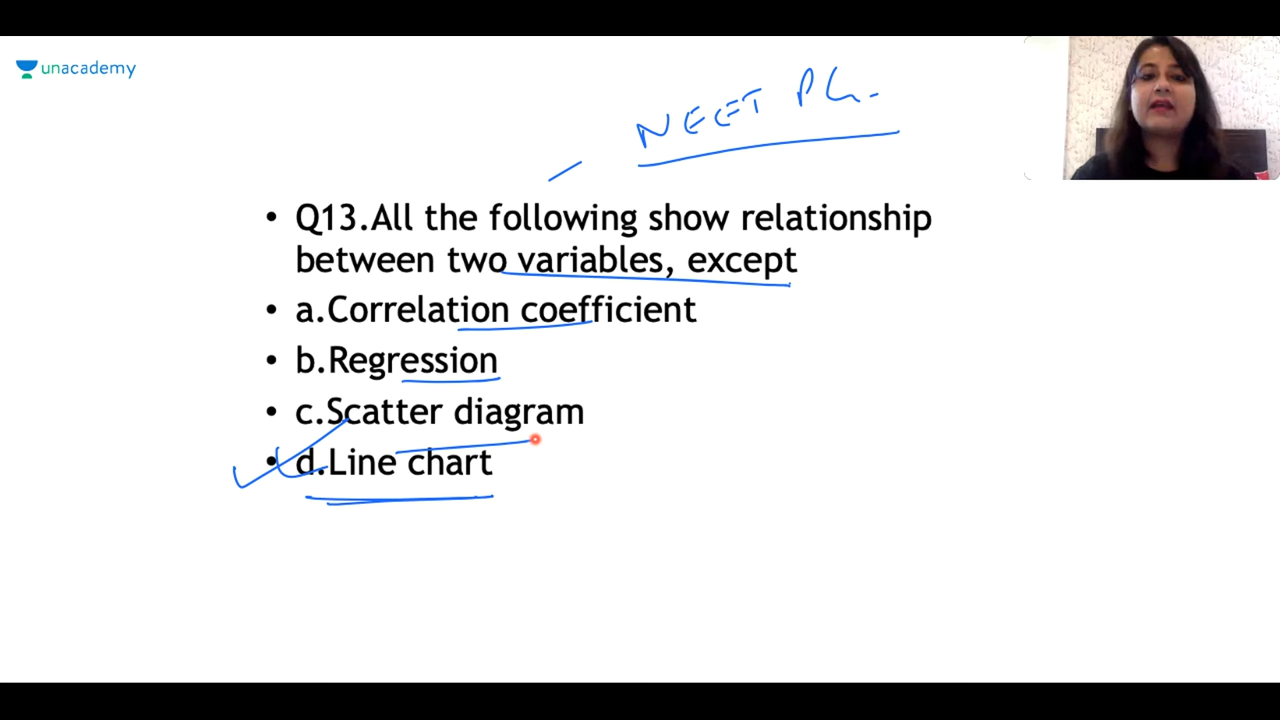 unacademy
NEET PG.
• Q13.All the following show relationship
between two variables, except
• a.Correlation coefficient
• b.Regression
• c.Scatter diagram
• d.Line chart